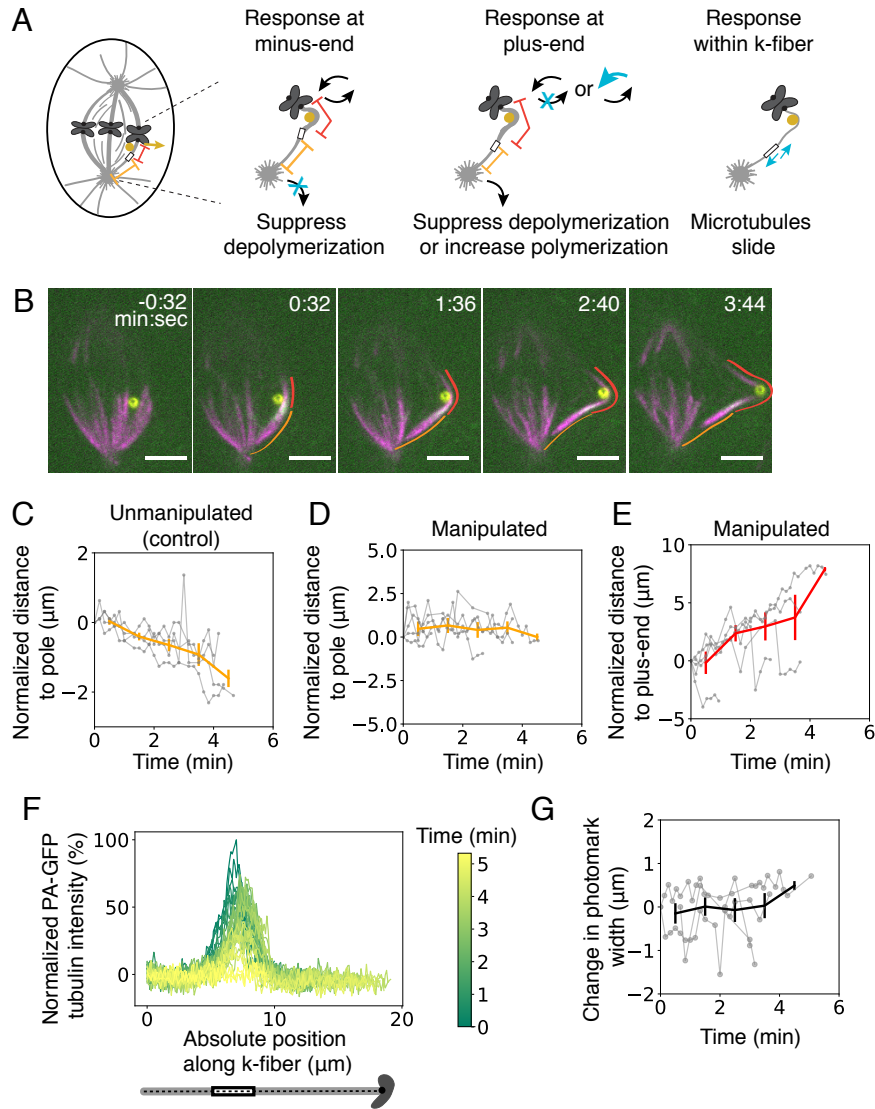 A
Response at
minus-end
Response at
plus-end
Response
within k-fiber
or
Suppress
depolymerization
Suppress depolymerization
or increase polymerization
Microtubules
slide
B
-0:32
min:sec
0:32
1:36
2:40
3:44
C
Unmanipulated
(control)
Normalized distance
to pole (µm)
2
0
−2
0
2
4
6
Time (min)
D
Manipulated
Normalized distance
to pole (µm)
5.0
2.5
0.0
−2.5
−5.0
0
2
4
6
Time (min)
E
Manipulated
Normalized distance
to plus-end (µm)
10
5
0
−5
0
2
4
6
Time (min)
F
Normalized PA-GFP
tubulin intensity (%)
100
50
0
0
10
20
Absolute position
along k-fiber (µm)
Time (min)
5
4
3
2
1
0
G
Change in photomark
width (µm)
2
1
0
−1
−2
0
2
4
6
Time (min)